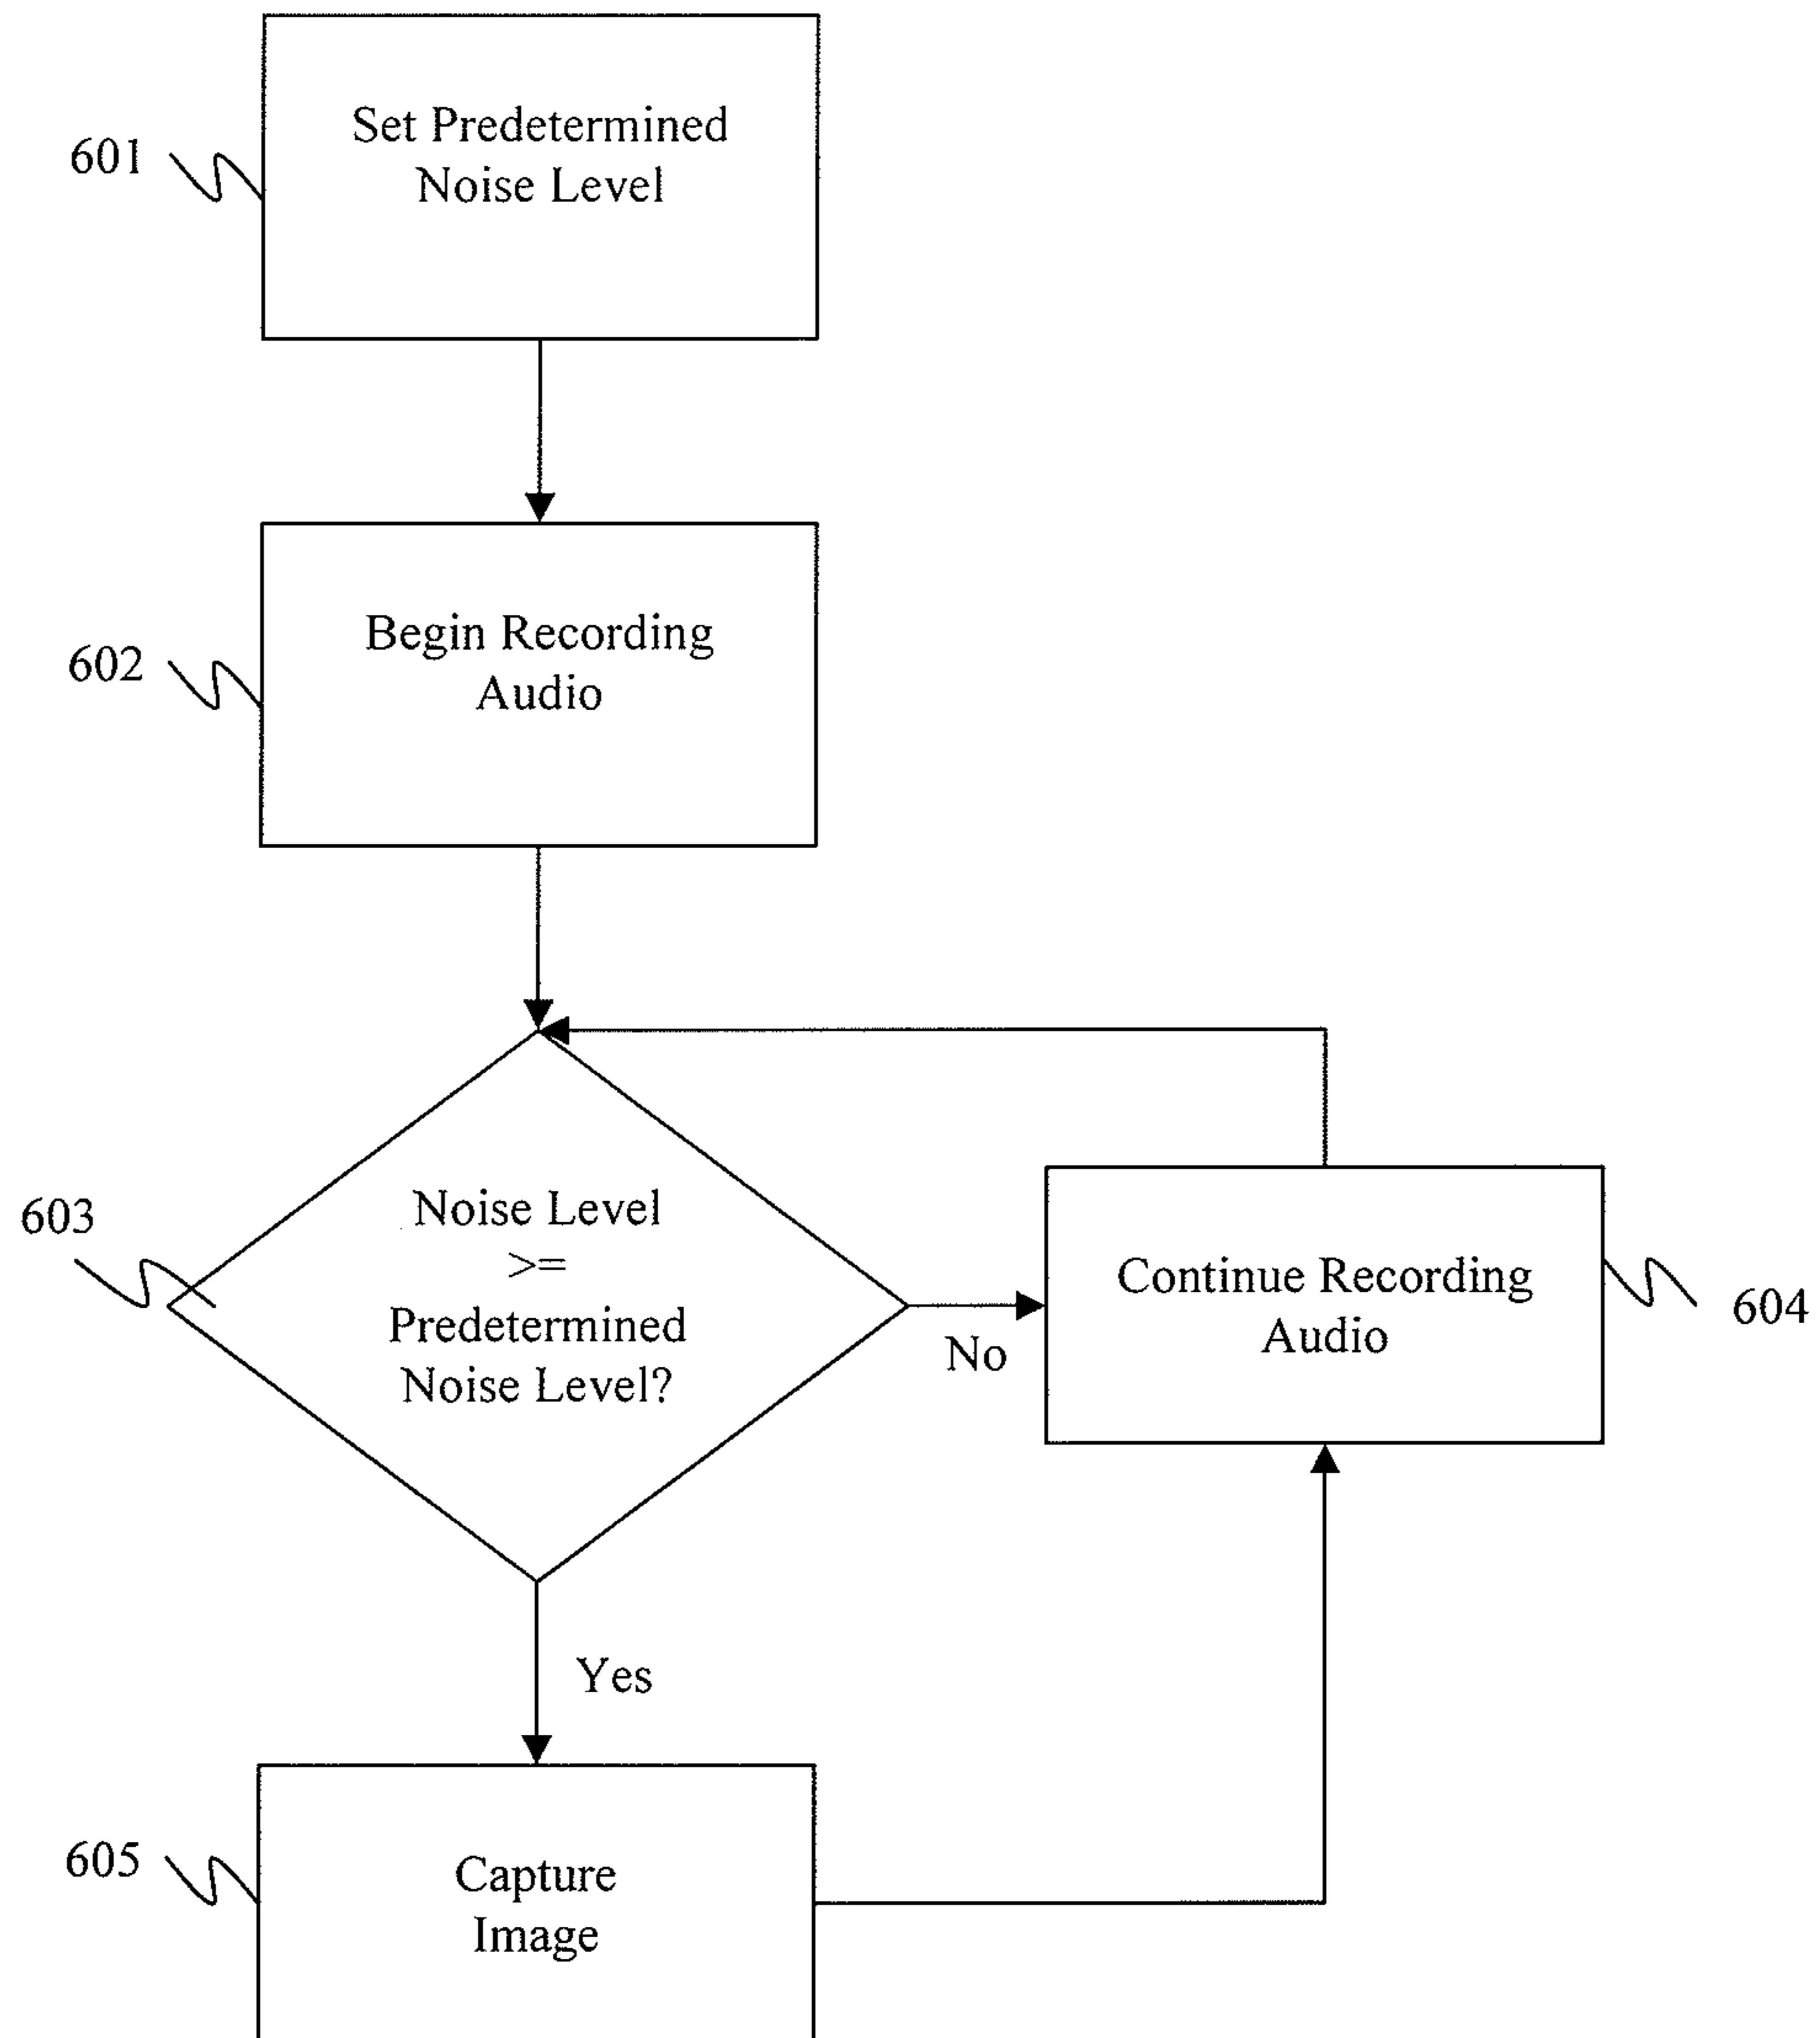 601
Set Predetermined
Noise Level
602
Begin Recording
Audio
603
Noise Level
>=
Predetermined
Noise Level?
No
Continue Recording
Audio
604
Yes
605
Capture
Image